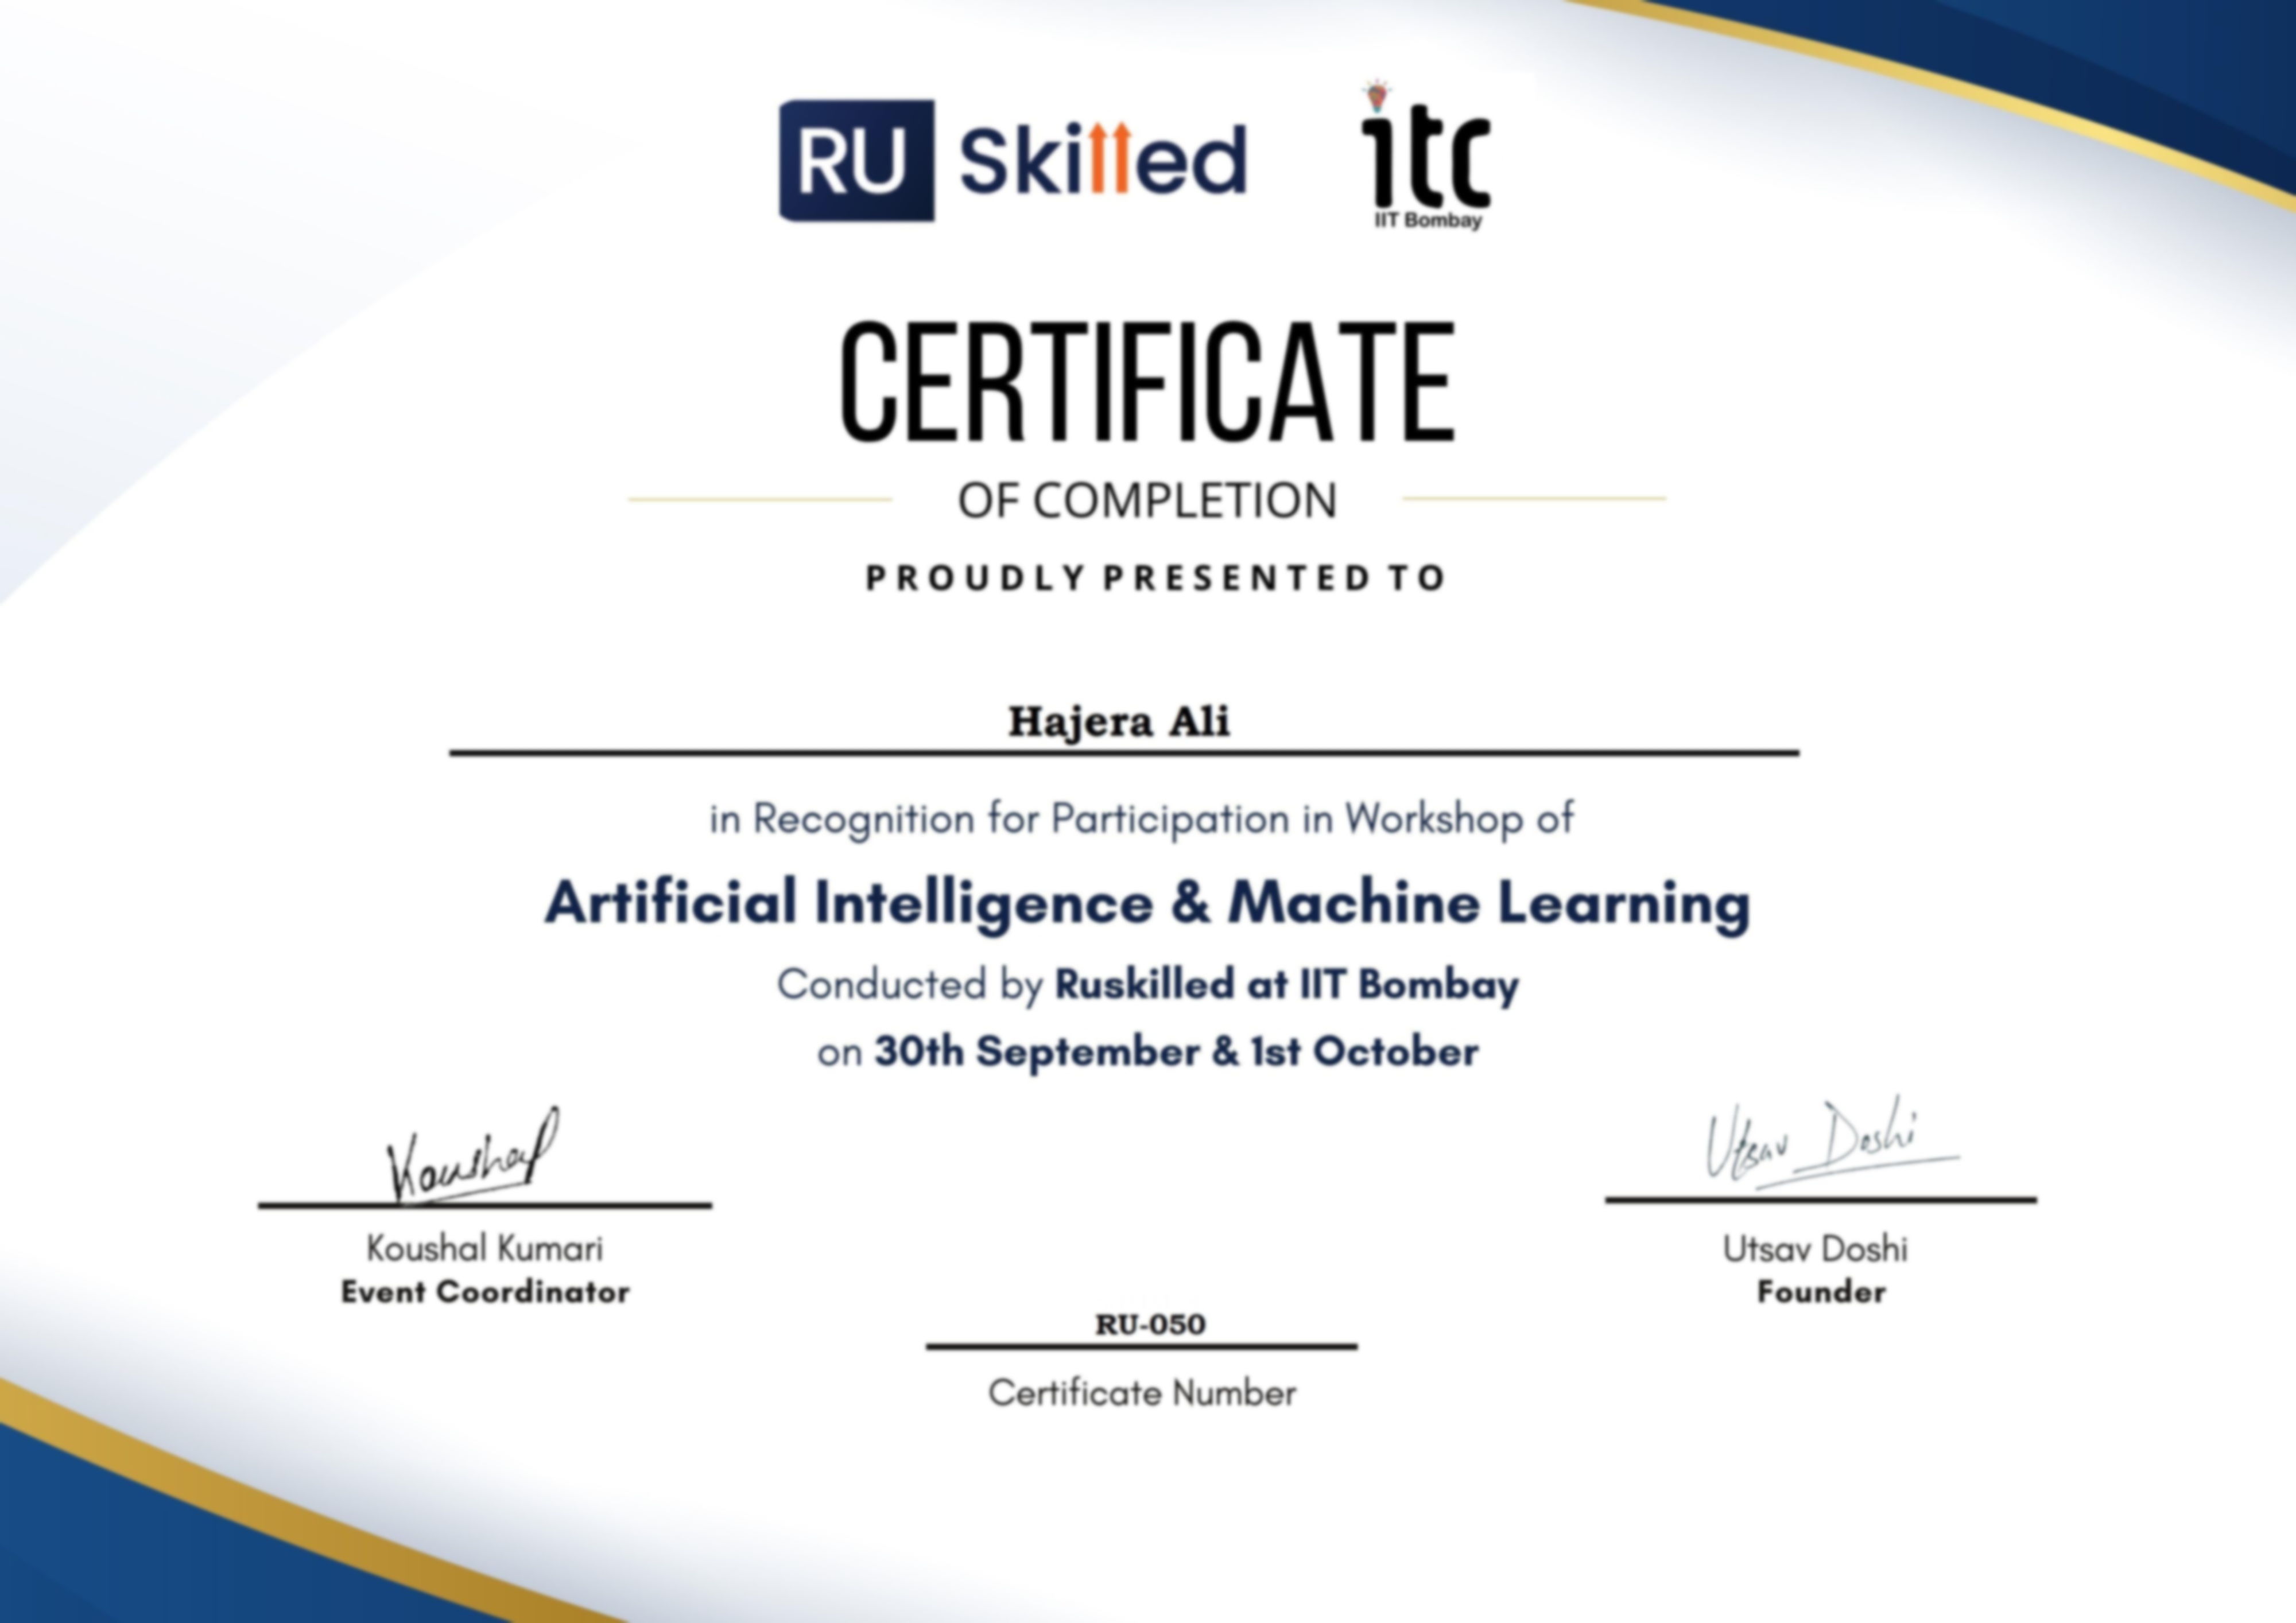 RU Skilled
itc
IIT Bombay
CERTIFICATE
OF COMPLETION
PROUDLY PRESENTED TO
Hajera Ali
in Recognition for Participation in Workshop of
Artificial Intelligence & Machine Learning
Conducted by Ruskilled at IIT Bombay
on 30th September & 1st October
Koushal
Utsav Doshi
Koushal Kumari
Event Coordinator
Utsav Doshi
Founder
RU-050
Certificate Number